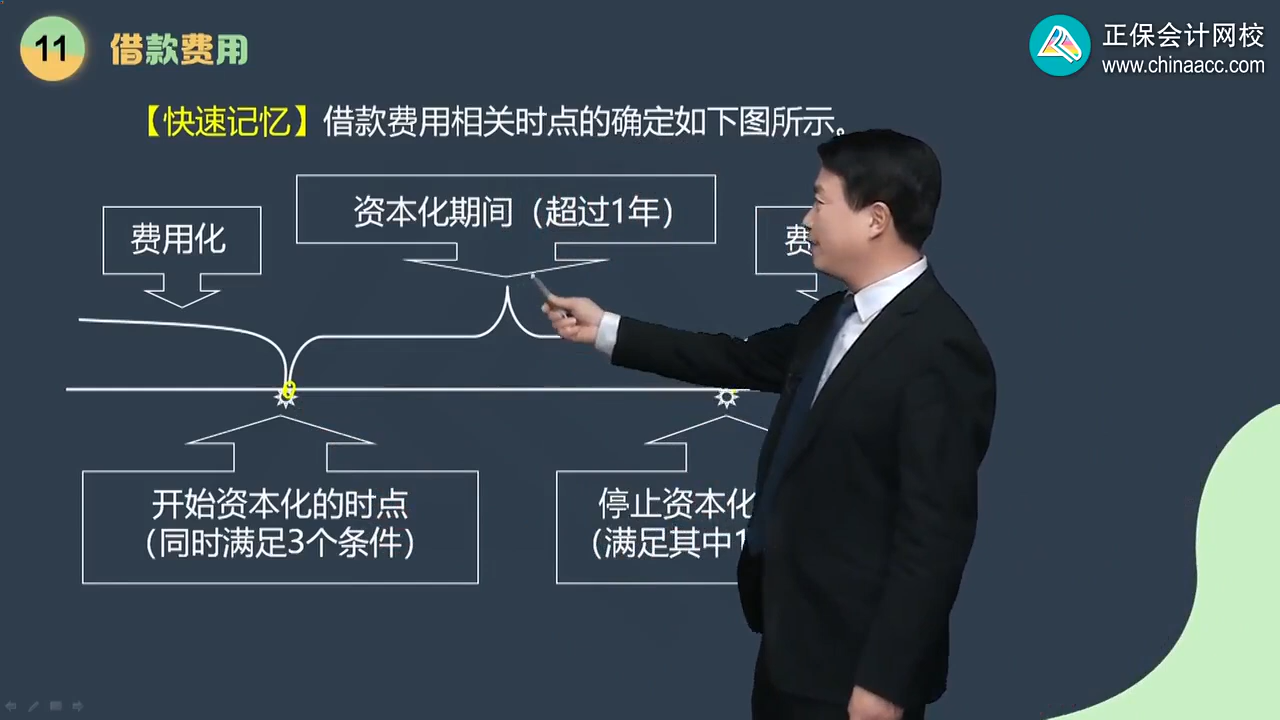 11 借款费用
正保会计网校
www.chinaacc.com
【快速记忆】借款费用相关时点的确定如下图所示。
资本化期间（超过1年）
费用化
费
开始资本化的时点
（同时满足3个条件）
停止资本化
（满足其中1